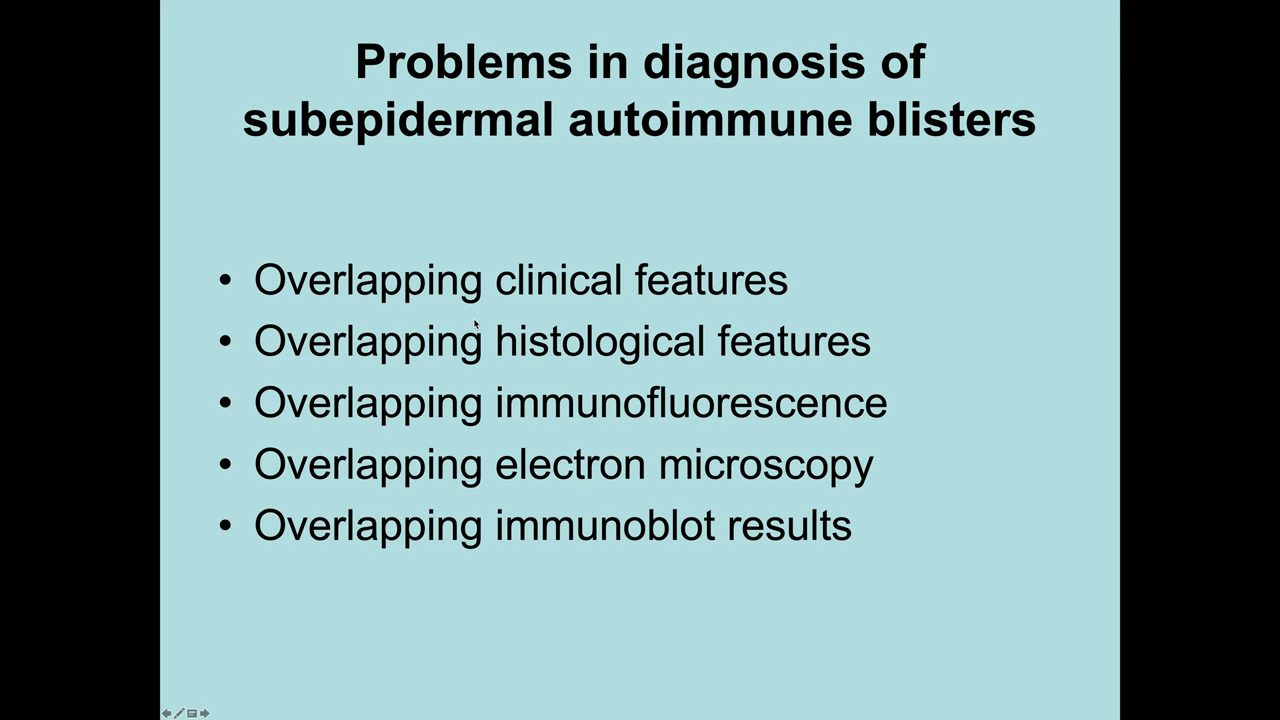 Problems in diagnosis of
subepidermal autoimmune blisters
• Overlapping clinical features
• Overlapping histological features
• Overlapping immunofluorescence
• Overlapping electron microscopy
• Overlapping immunoblot results